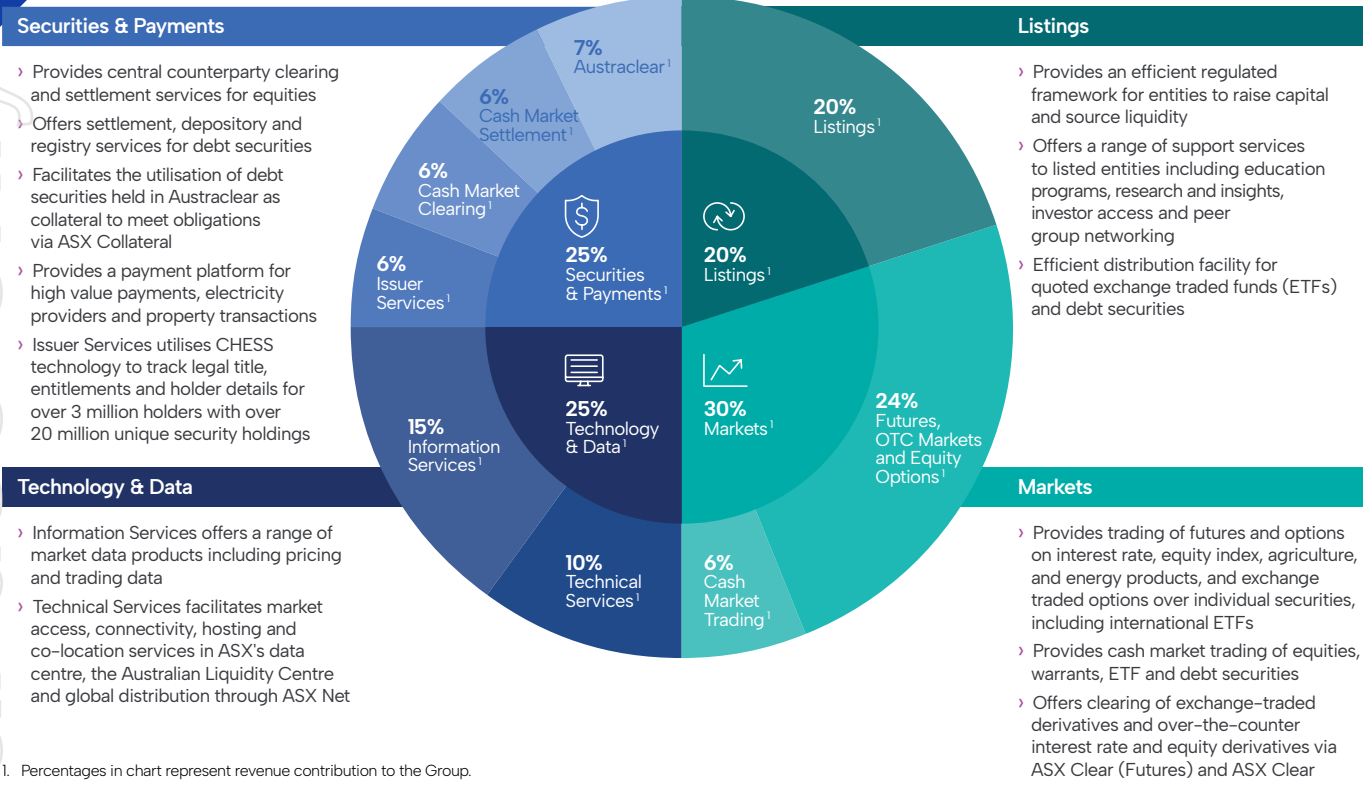 Securities & Payments
› Provides central counterparty clearing
and settlement services for equities
› Offers settlement, depository and
registry services for debt securities
› Facilitates the utilisation of debt
securities held in Austraclear as
collateral to meet obligations
via ASX Collateral
› Provides a payment platform for
high value payments, electricity
providers and property transactions
› Issuer Services utilises CHESS
technology to track legal title,
entitlements and holder details for
over 3 million holders with over
20 million unique security holdings
Technology & Data
› Information Services offers a range of
market data products including pricing
and trading data
› Technical Services facilitates market
access, connectivity, hosting and
co-location services in ASX's data
centre, the Australian Liquidity Centre
and global distribution through ASX Net
7%
Austraclear¹
6%
Cash Market
Settlement¹
6%
Cash Market
Clearing¹
6%
Issuer
Services¹
25%
Securities
& Payments¹
20%
Listings¹
20%
Listings¹
15%
Information
Services¹
25%
Technology
& Data¹
30%
Markets¹
24%
Futures,
OTC Markets
and Equity
Options¹
10%
Technical
Services¹
6%
Cash
Market
Trading¹
Listings
› Provides an efficient regulated
framework for entities to raise capital
and source liquidity
› Offers a range of support services
to listed entities including education
programs, research and insights,
investor access and peer
group networking
› Efficient distribution facility for
quoted exchange traded funds (ETFs)
and debt securities
Markets
› Provides trading of futures and options
on interest rate, equity index, agriculture,
and energy products, and exchange
traded options over individual securities,
including international ETFs
› Provides cash market trading of equities,
warrants, ETF and debt securities
› Offers clearing of exchange-traded
derivatives and over-the-counter
interest rate and equity derivatives via
ASX Clear (Futures) and ASX Clear
1. Percentages in chart represent revenue contribution to the Group.